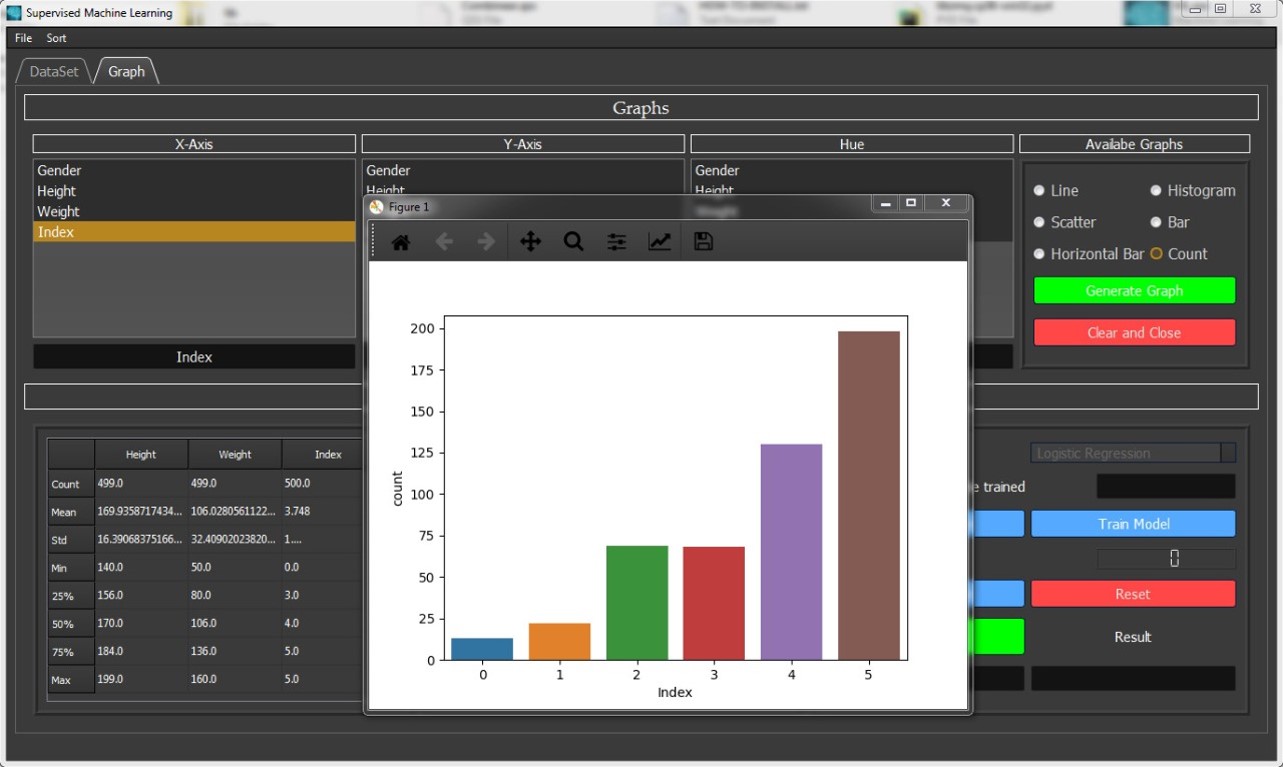 Supervised Machine Learning
File Sort
DataSet Graph
Graphs
X-Axis Y-Axis Hue Availabe Graphs
Gender Gender Gender
Height Height Height
Weight
Index
Line Histogram
Scatter Bar
Horizontal Bar Count
Generate Graph
Clear and Close
Index
Figure 1
200
175
150
125
100
75
50
25
0
count
0 1 2 3 4 5
Index
Height Weight Index
Count 499.0 499.0 500.0
Mean 169.9358717434... 106.0280561122... 3.748
Std 16.39068375166... 32.40902023820... 1....
Min 140.0 50.0 0.0
25% 156.0 80.0 3.0
50% 170.0 106.0 4.0
75% 184.0 136.0 5.0
Max 199.0 160.0 5.0
Logistic Regression
e trained
Train Model
0
Reset
Result